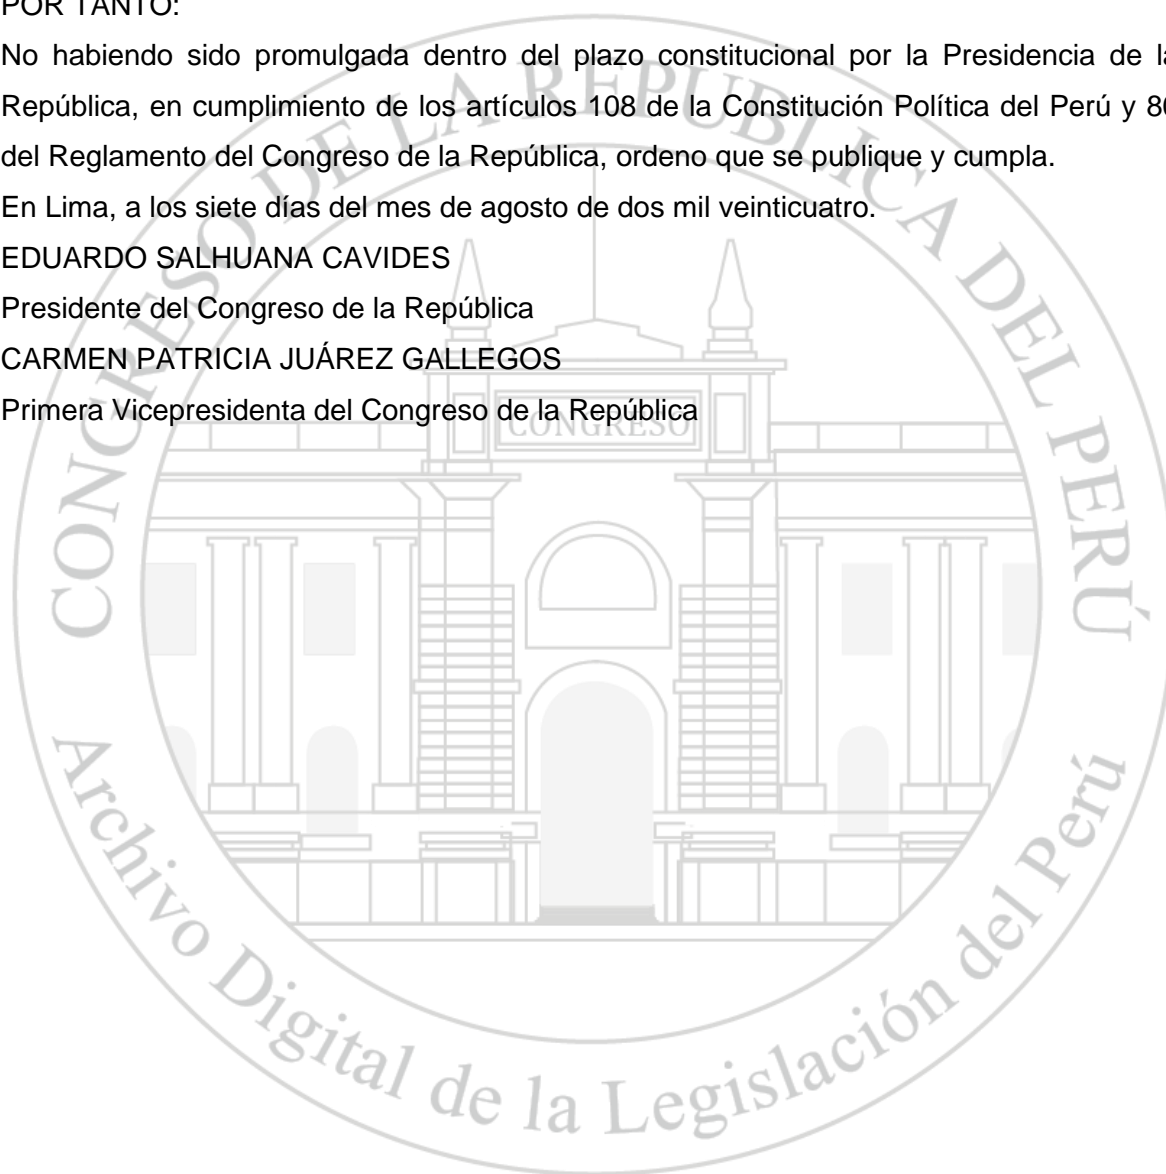 POR TANTO:
No habiendo sido promulgada dentro del plazo constitucional por la Presidencia de la
República, en cumplimiento de los artículos 108 de la Constitución Política del Perú y 80
del Reglamento del Congreso de la República, ordeno que se publique y cumpla.
En Lima, a los siete días del mes de agosto de dos mil veinticuatro.
EDUARDO SALHUANA CAVIDES
Presidente del Congreso de la República
CARMEN PATRICIA JUÁREZ GALLEGOS
Primera Vicepresidenta del Congreso de la República
CONGRESO DE LA REPUBLICA DEL PERÚ
CONGRESO
Archivo Digital de la Legislación del Perú